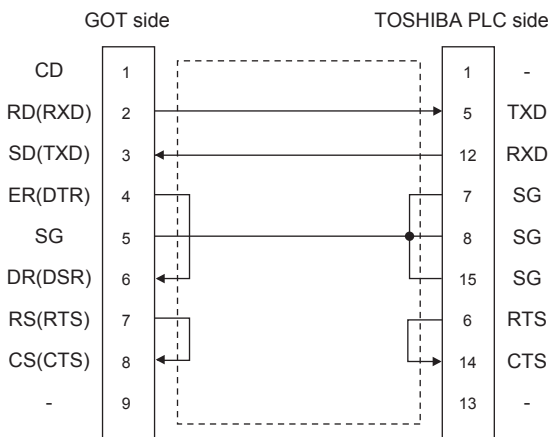 GOT side TOSHIBA PLC side
CD 1 1 -
RD(RXD) 2 5 TXD
SD(TXD) 3 12 RXD
ER(DTR) 4 7 SG
SG 5 8 SG
DR(DSR) 6 15 SG
RS(RTS) 7 6 RTS
CS(CTS) 8 14 CTS
- 9 13 -